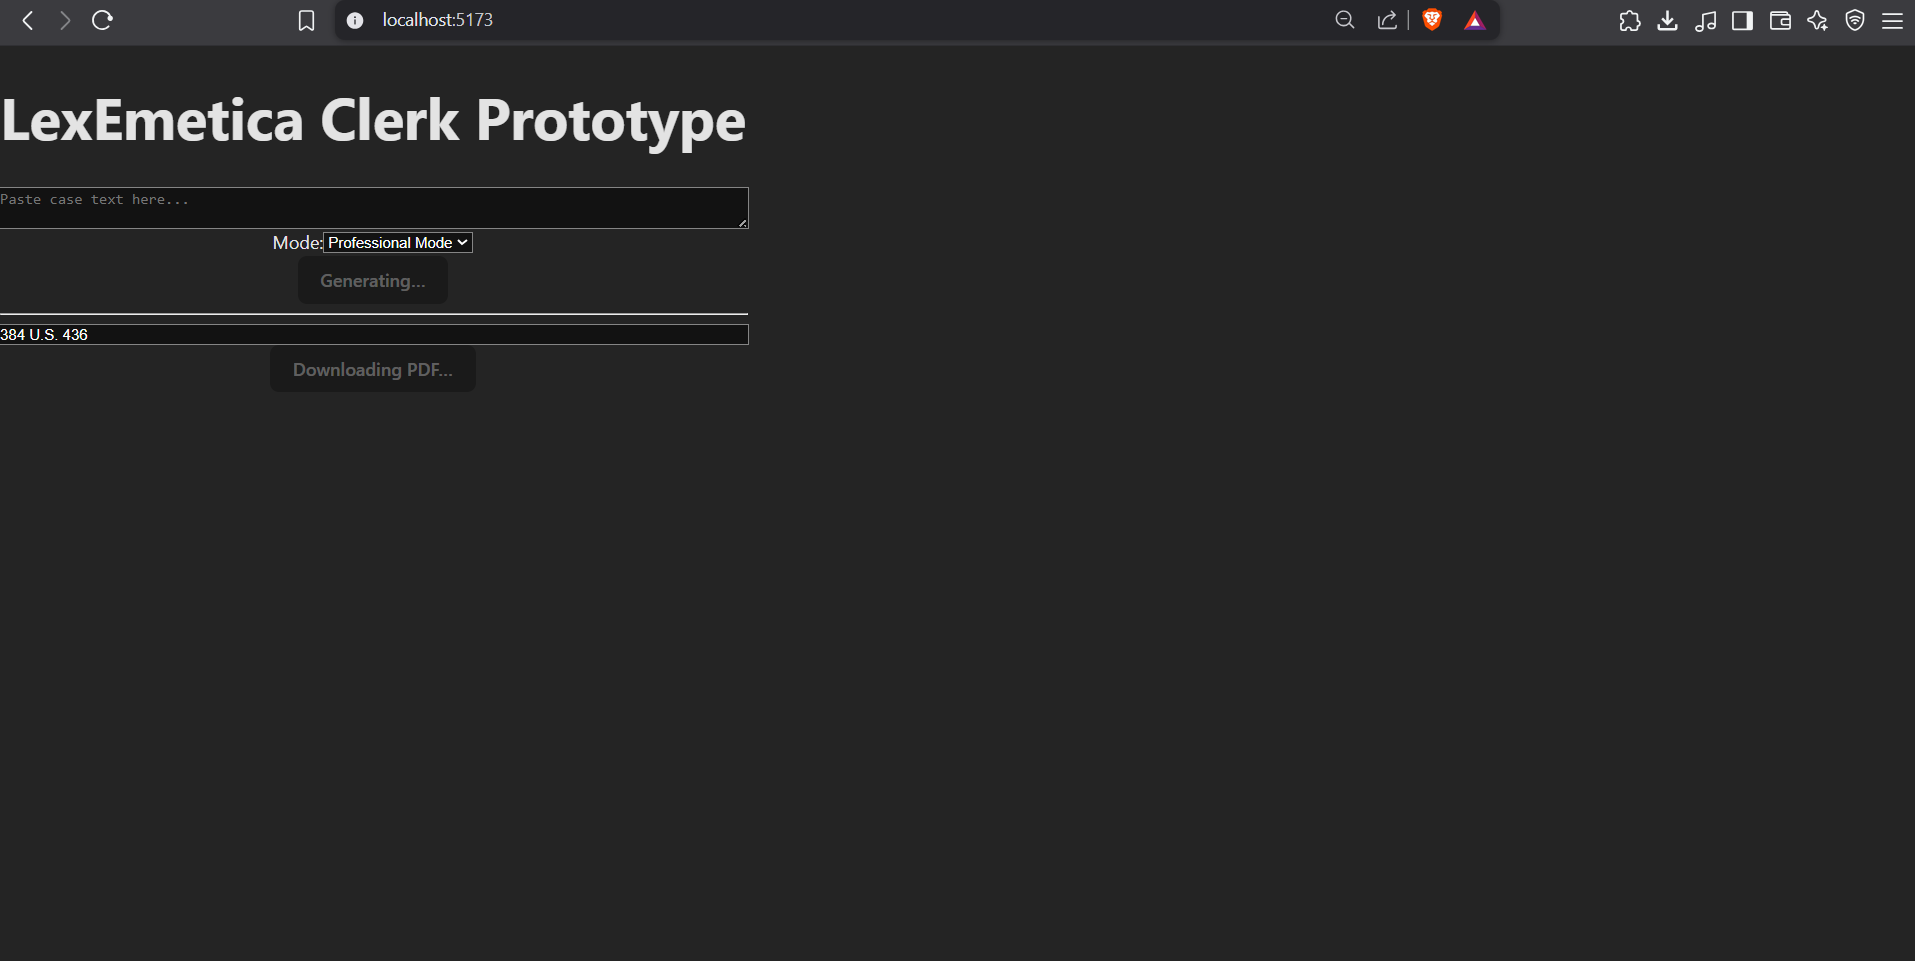 localhost:5173
LexEmetica Clerk Prototype
Paste case text here...
Mode: Professional Mode
Generating...
384 U.S. 436
Downloading PDF...